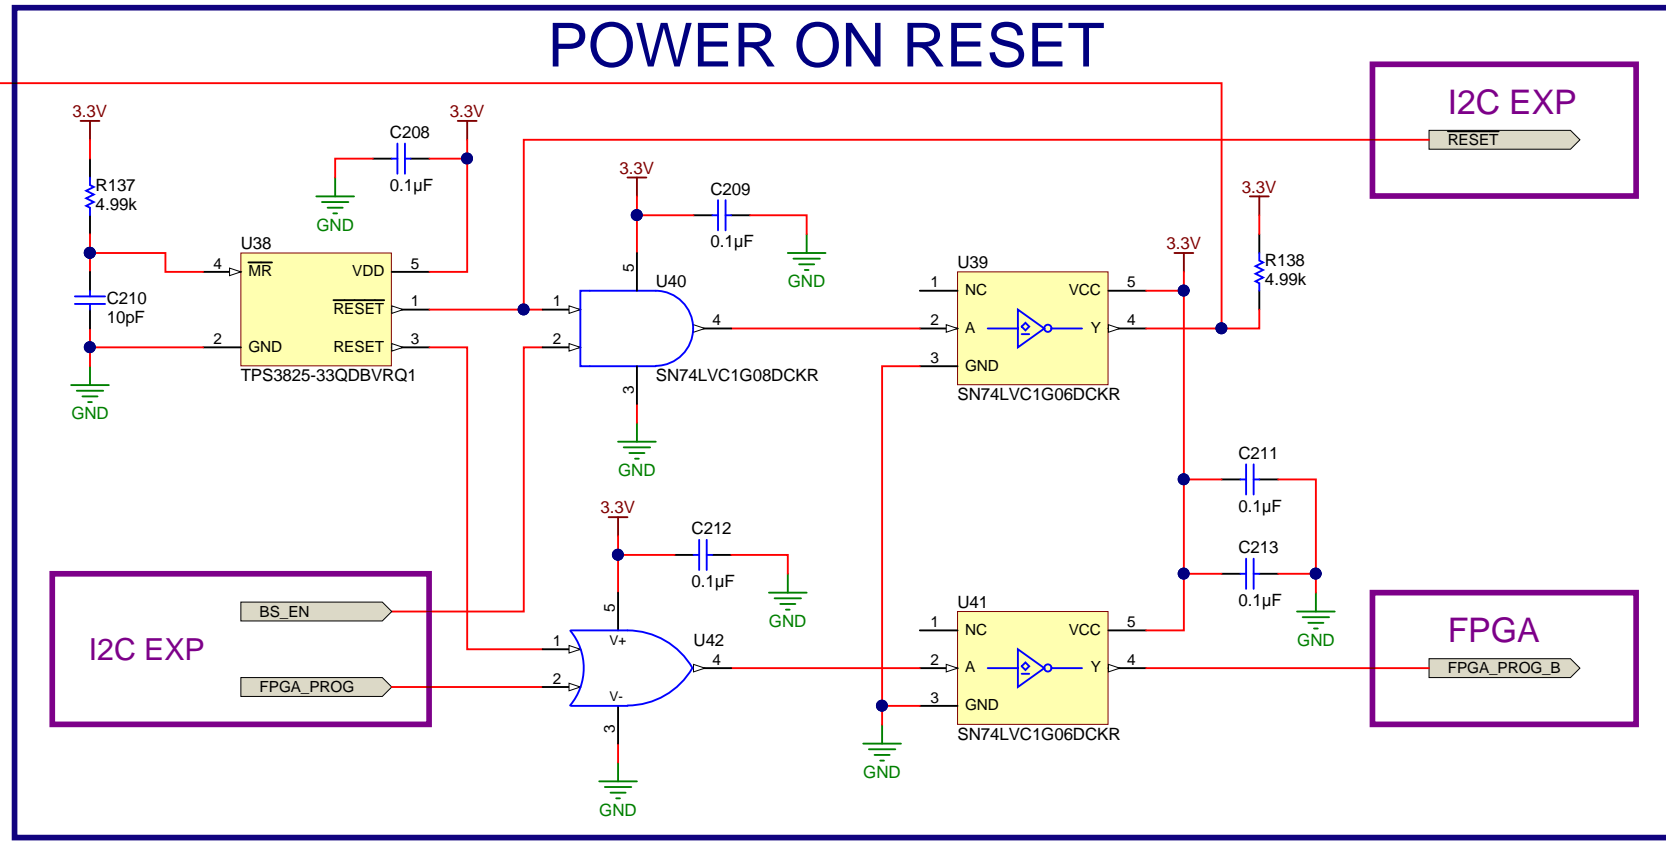 POWER ON RESET
I2C EXP
RESET
3.3V
R137
4.99k
C210
10pF
GND
3.3V
C208
0.1µF
GND
U38
4 MR
VDD 5
RESET 1
2 GND
RESET 3
TPS3825-33QDBVRQ1
3.3V
C209
0.1µF
GND
5
U40
1
2
4
3
SN74LVC1G08DCKR
GND
3.3V
3.3V
R138
4.99k
U39
1 NC
VCC 5
2 A
Y 4
3 GND
SN74LVC1G06DCKR
C211
0.1µF
C213
0.1µF
GND
I2C EXP
BS_EN
FPGA_PROG
3.3V
C212
0.1µF
GND
5
V+
U42
1
2
4
V-
3
GND
U41
1 NC
VCC 5
2 A
Y 4
3 GND
SN74LVC1G06DCKR
GND
FPGA
FPGA_PROG_B